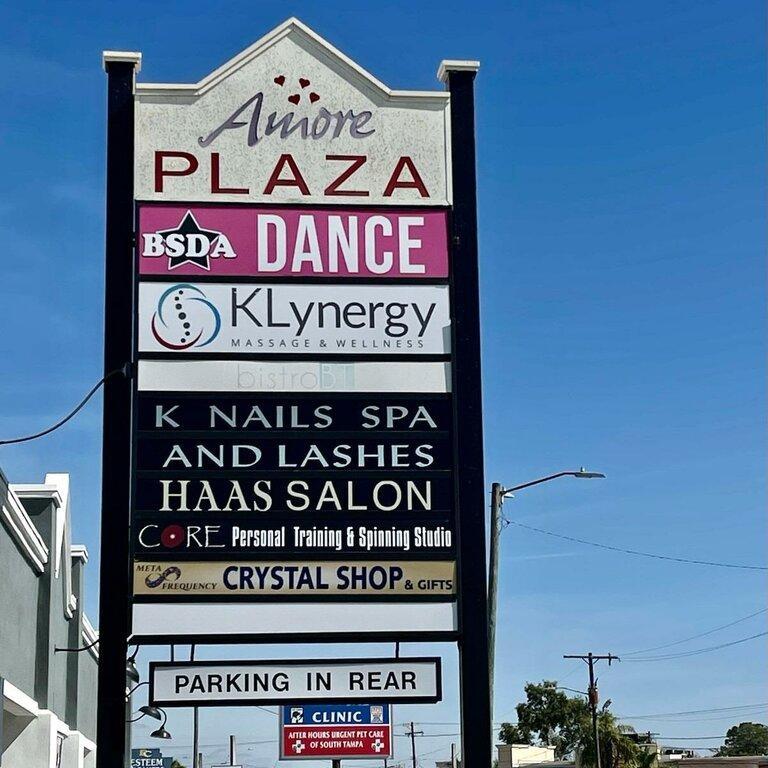 Amore
PLAZA
BSDA DANCE
KLynergy
MASSAGE & WELLNESS
bistroBT
K NAILS SPA
AND LASHES
HAAS SALON
CORE Personal Training & Spinning Studio
META FREQUENCY CRYSTAL SHOP & GIFTS
PARKING IN REAR
CLINIC
AFTER HOURS URGENT PET CARE
OF SOUTH TAMPA
ESTEEM